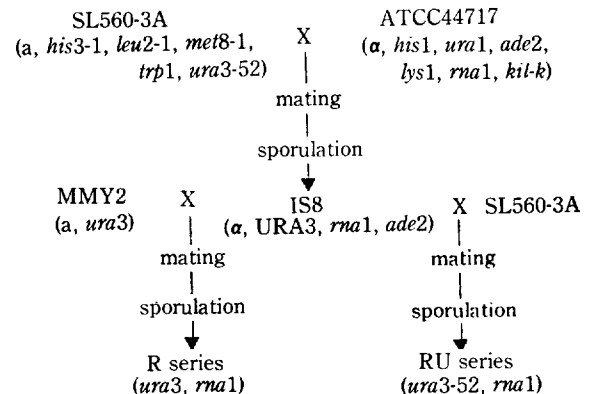 SL560-3A X ATCC44717
(a, his3-1, leu2-1, met8-1, (α, his1, ura1, ade2,
trp1, ura3-52) lys1, rna1, kil-k)
mating
sporulation
MMY2 X IS8 X SL560-3A
(a, ura3) (α, URA3, rna1, ade2)
mating mating
sporulation sporulation
R series RU series
(ura3, rna1) (ura3-52, rna1)